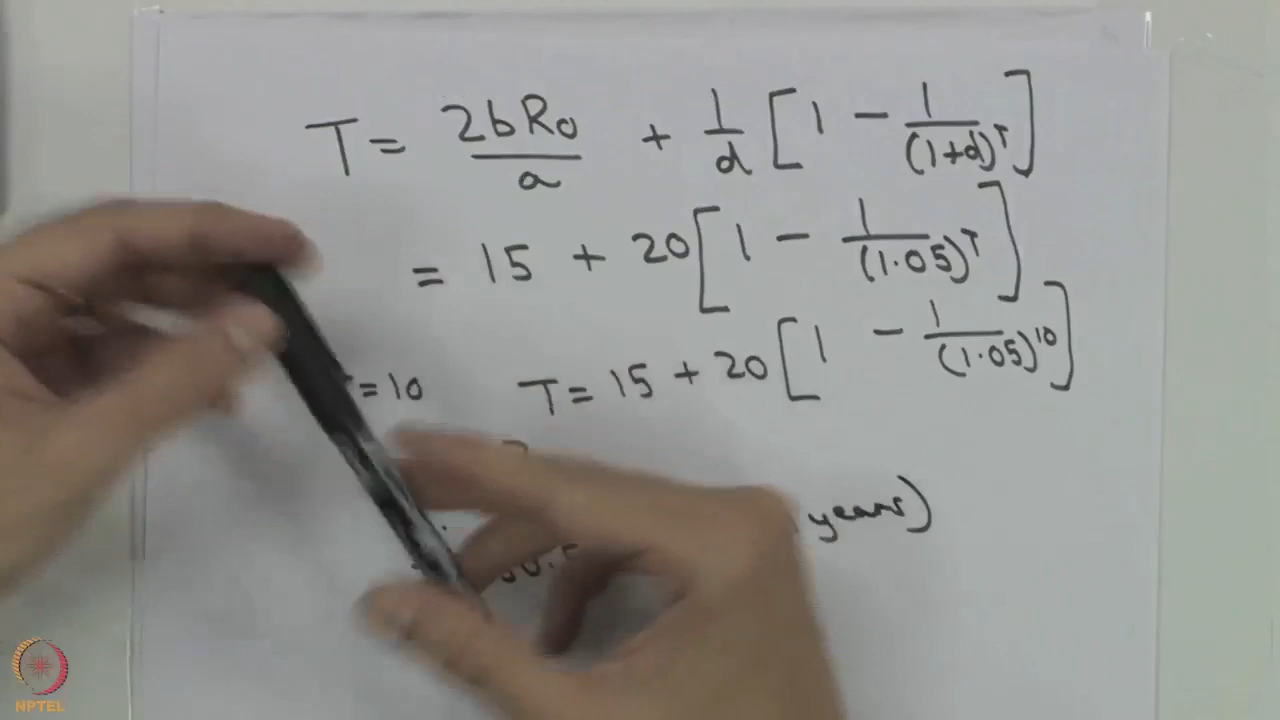 T = 2bR₀/a + 1/d [1 - 1/(1+d)^T]
= 15 + 20 [1 - 1/(1.05)^T]
= 10 T = 15 + 20 [1 - 1/(1.05)^10]
years)
NPTEL